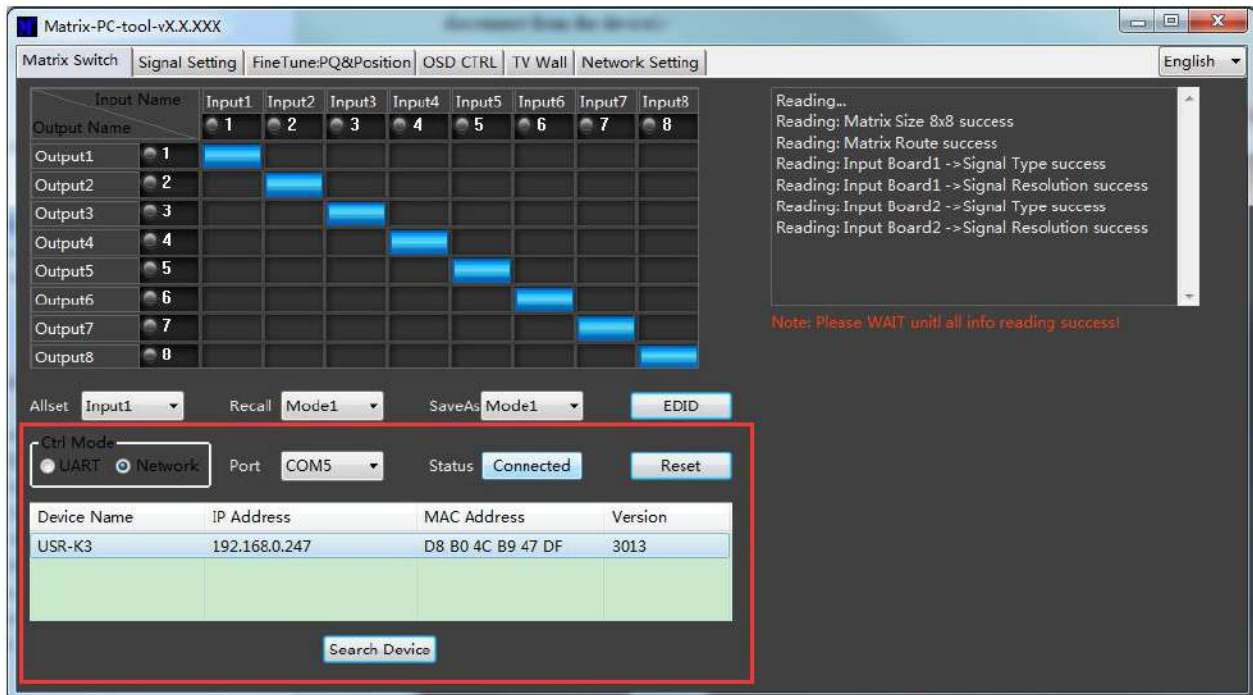 Matrix-PC-tool-vX.X.XXX
Matrix Switch Signal Setting FineTune:PQ&Position OSD CTRL TV Wall Network Setting English
Input Name Input1 Input2 Input3 Input4 Input5 Input6 Input7 Input8
Output Name 1 2 3 4 5 6 7 8
Output1 1
Output2 2
Output3 3
Output4 4
Output5 5
Output6 6
Output7 7
Output8 8
Reading...
Reading: Matrix Size 8x8 success
Reading: Matrix Route success
Reading: Input Board1 ->Signal Type success
Reading: Input Board1 ->Signal Resolution success
Reading: Input Board2 ->Signal Type success
Reading: Input Board2 ->Signal Resolution success
Note: Please WAIT unitl all info reading success!
Allset Input1 Recall Mode1 SaveAs Mode1 EDID
Ctrl Mode
UART Network Port COM5 Status Connected Reset
Device Name IP Address MAC Address Version
USR-K3 192.168.0.247 D8 B0 4C B9 47 DF 3013
Search Device